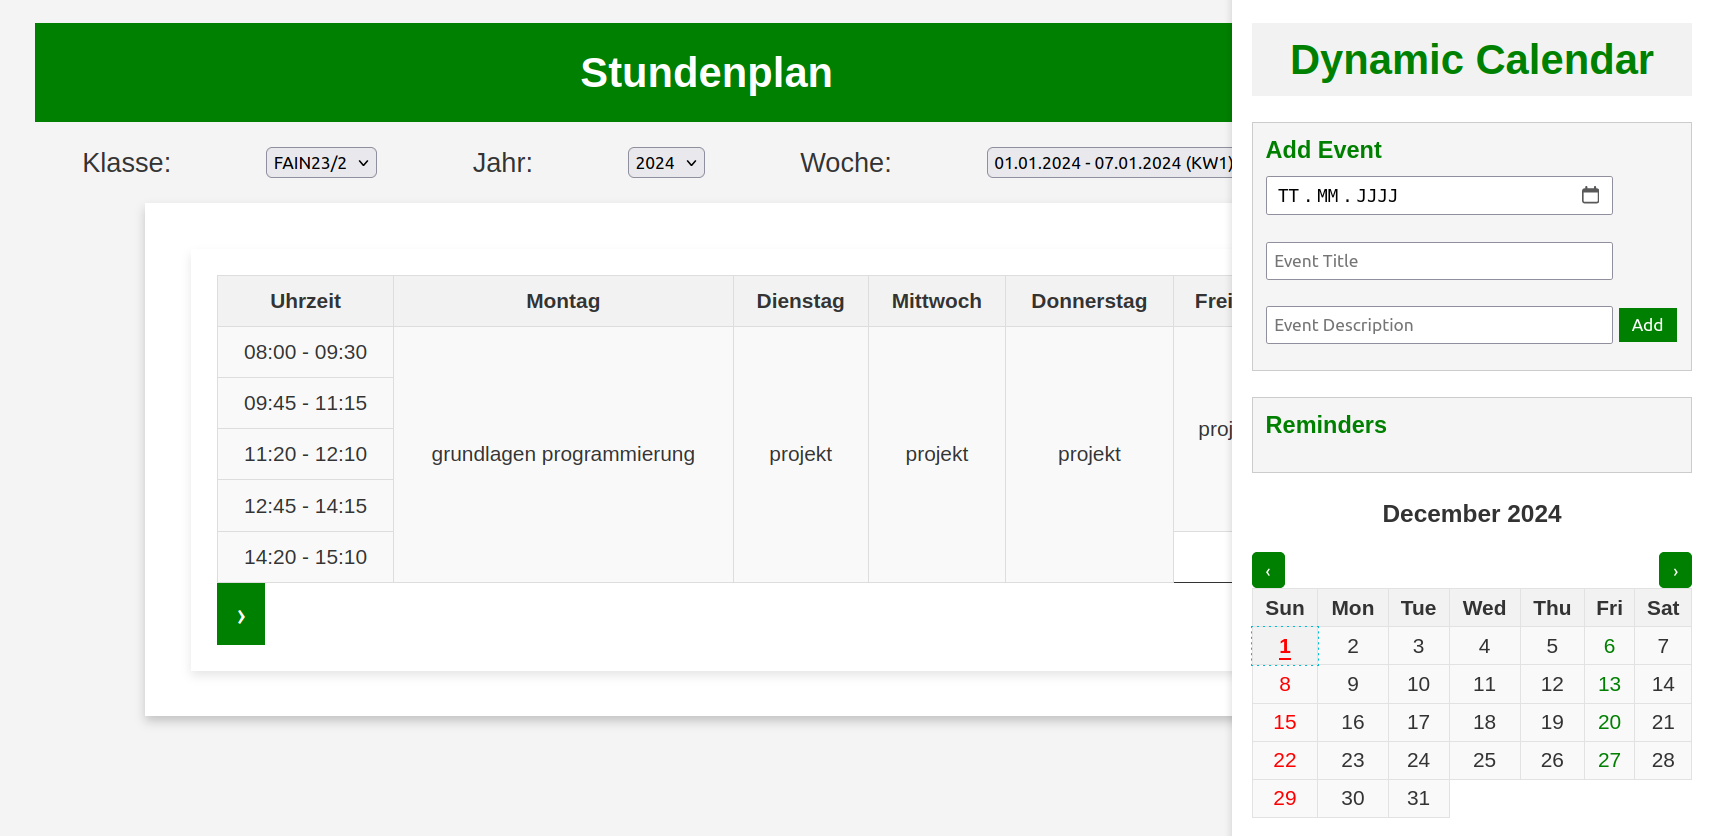 Stundenplan
Klasse: FAIN23/2 Jahr: 2024 Woche: 01.01.2024 - 07.01.2024 (KW1)
Uhrzeit Montag Dienstag Mittwoch Donnerstag Frei
08:00 - 09:30
09:45 - 11:15
proj
11:20 - 12:10 grundlagen programmierung projekt projekt projekt
12:45 - 14:15
14:20 - 15:10
›
Dynamic Calendar
Add Event
TT.MM.JJJJ
Event Title
Event Description Add
Reminders
December 2024
‹ ›
Sun Mon Tue Wed Thu Fri Sat
1 2 3 4 5 6 7
8 9 10 11 12 13 14
15 16 17 18 19 20 21
22 23 24 25 26 27 28
29 30 31